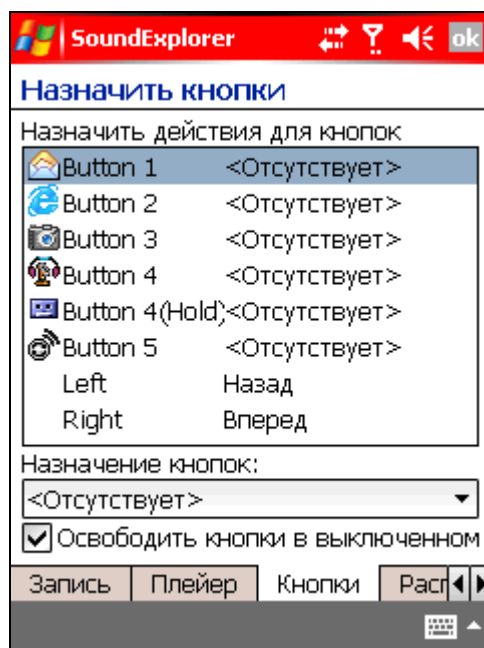 SoundExplorer ok
Назначить кнопки
Назначить действия для кнопок
Button 1 <Отсутствует>
Button 2 <Отсутствует>
Button 3 <Отсутствует>
Button 4 <Отсутствует>
Button 4(Hold)<Отсутствует>
Button 5 <Отсутствует>
Left Назад
Right Вперед
Назначение кнопок:
<Отсутствует>
Освободить кнопки в выключенном
Запись Плейер Кнопки